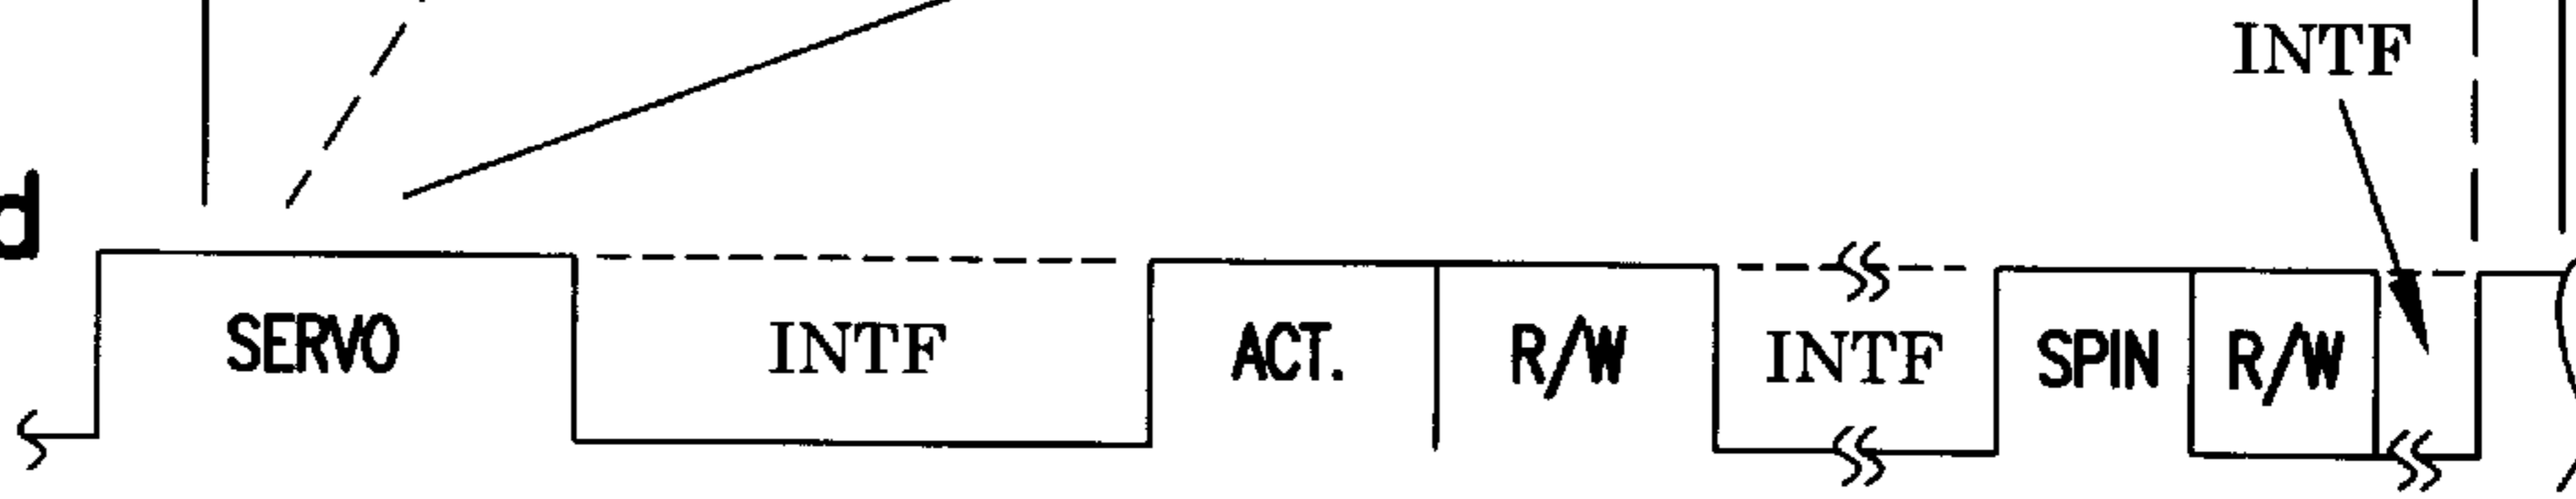 INTF
d
SERVO INTF ACT. R/W INTF SPIN R/W